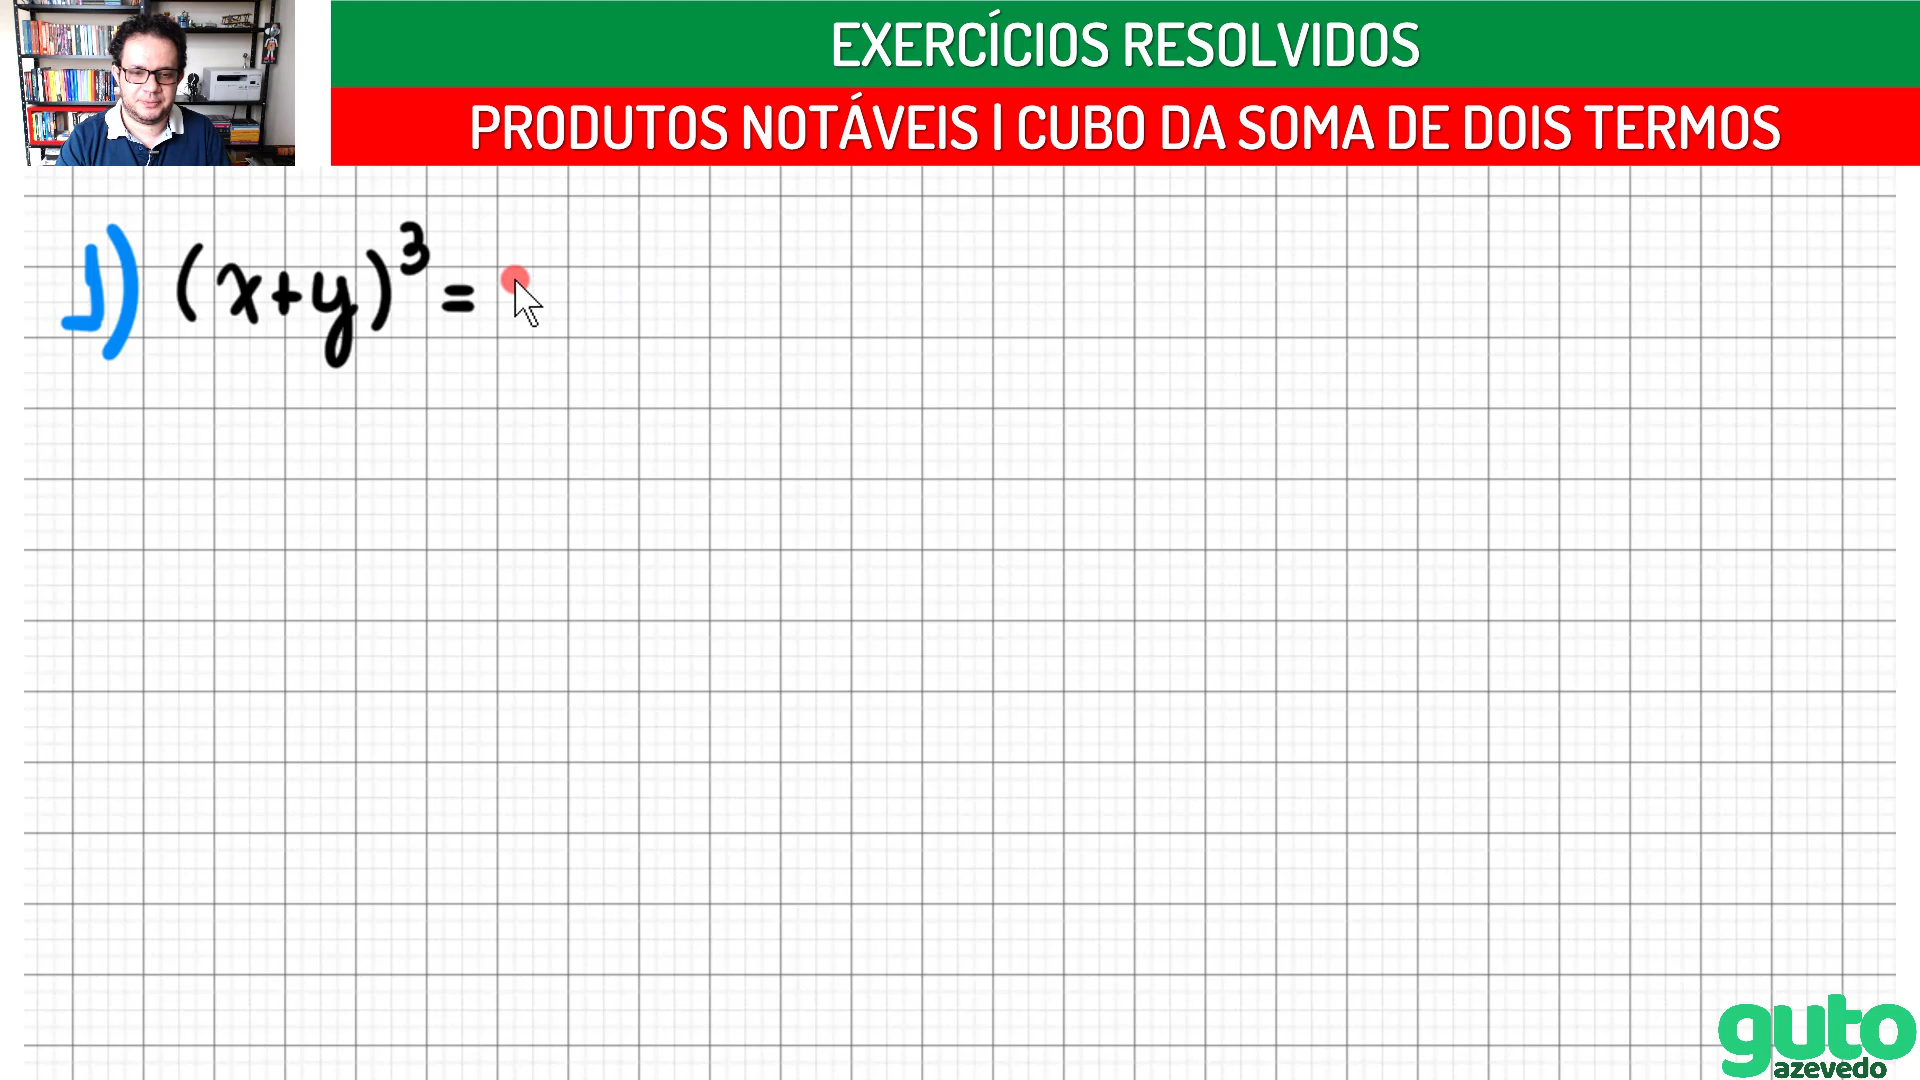 EXERCÍCIOS RESOLVIDOS
PRODUTOS NOTÁVEIS | CUBO DA SOMA DE DOIS TERMOS
1) (x+y)³=
guto
azevedo